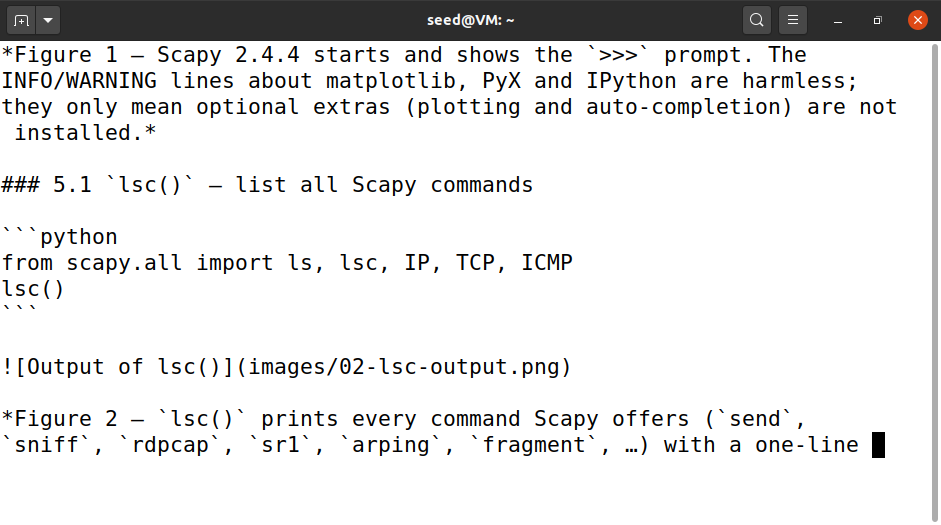 seed@VM: ~
*Figure 1 — Scapy 2.4.4 starts and shows the `>>>` prompt. The
INFO/WARNING lines about matplotlib, PyX and IPython are harmless;
they only mean optional extras (plotting and auto-completion) are not
 installed.*
### 5.1 `lsc()` — list all Scapy commands
```python
from scapy.all import ls, lsc, IP, TCP, ICMP
lsc()
```
![Output of lsc()](images/02-lsc-output.png)
*Figure 2 — `lsc()` prints every command Scapy offers (`send`,
`sniff`, `rdpcap`, `sr1`, `arping`, `fragment`, …) with a one-line